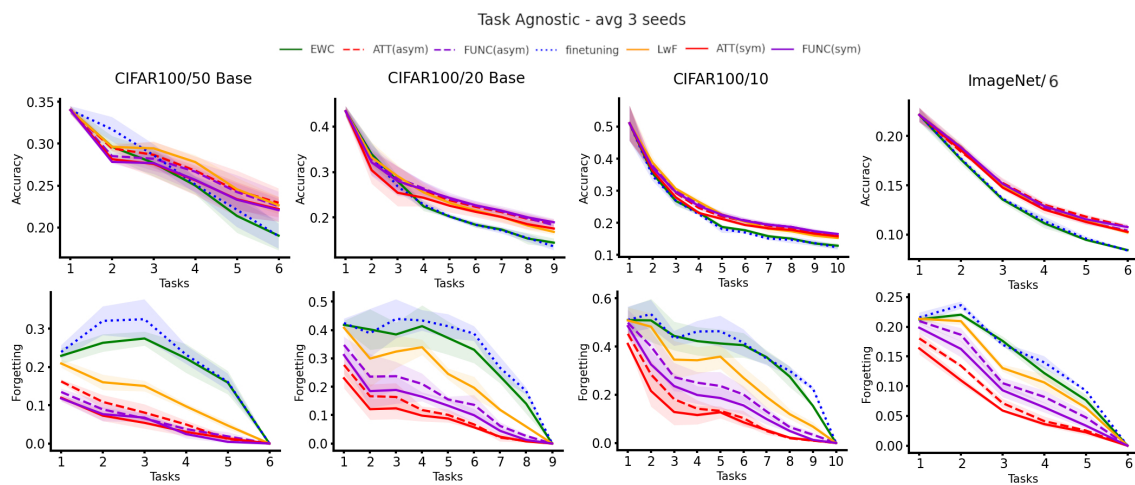 Task Agnostic - avg 3 seeds
EWC ATT(asym) FUNC(asym) finetuning LwF ATT(sym) FUNC(sym)
CIFAR100/50 Base CIFAR100/20 Base CIFAR100/10 ImageNet/6
Accuracy
0.35
0.30
0.25
0.20
1 2 3 4 5 6
Tasks
Accuracy
0.4
0.3
0.2
1 2 3 4 5 6 7 8 9
Tasks
Accuracy
0.5
0.4
0.3
0.2
0.1
1 2 3 4 5 6 7 8 9 10
Tasks
Accuracy
0.20
0.15
0.10
1 2 3 4 5 6
Tasks
Forgetting
0.3
0.2
0.1
0.0
1 2 3 4 5 6
Tasks
Forgetting
0.5
0.4
0.3
0.2
0.1
0.0
1 2 3 4 5 6 7 8 9
Tasks
Forgetting
0.6
0.4
0.2
0.0
1 2 3 4 5 6 7 8 9 10
Tasks
Forgetting
0.25
0.20
0.15
0.10
0.05
0.00
1 2 3 4 5 6
Tasks